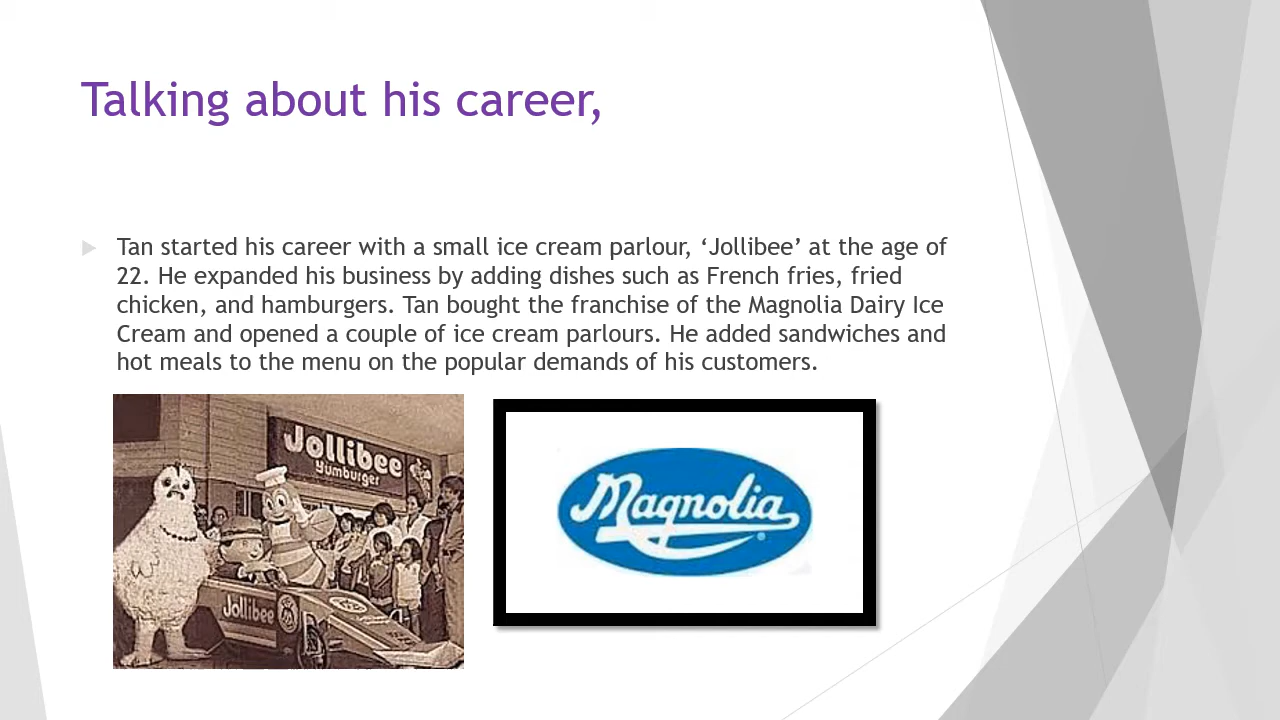 Talking about his career,
Tan started his career with a small ice cream parlour, ‘Jollibee’ at the age of
22. He expanded his business by adding dishes such as French fries, fried
chicken, and hamburgers. Tan bought the franchise of the Magnolia Dairy Ice
Cream and opened a couple of ice cream parlours. He added sandwiches and
hot meals to the menu on the popular demands of his customers.
Jollibee
Yumburger
Jollibee
Magnolia
®